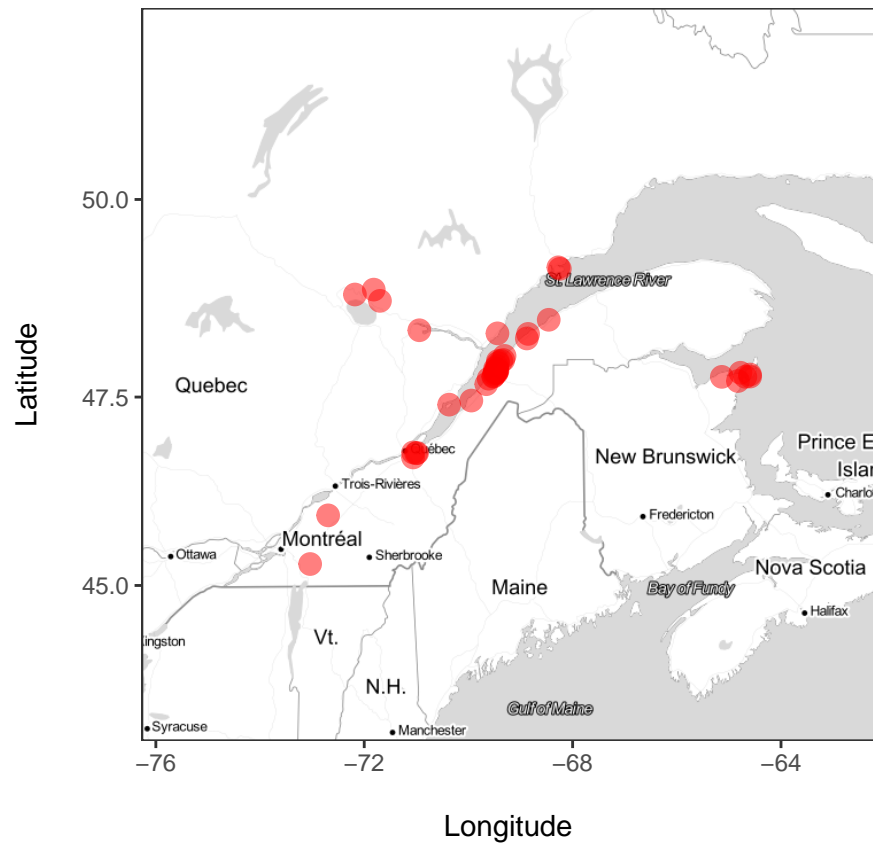 50.0
St. Lawrence River
Latitude
Quebec
47.5
Québec
New Brunswick
Prince E
Islan
Trois-Rivières
Charlot
Fredericton
Montréal
Ottawa
Sherbrooke
45.0
Maine
Bay of Fundy
Nova Scotia
Halifax
ingston
Vt.
N.H.
Gulf of Maine
Syracuse
Manchester
−76
−72
−68
−64
Longitude